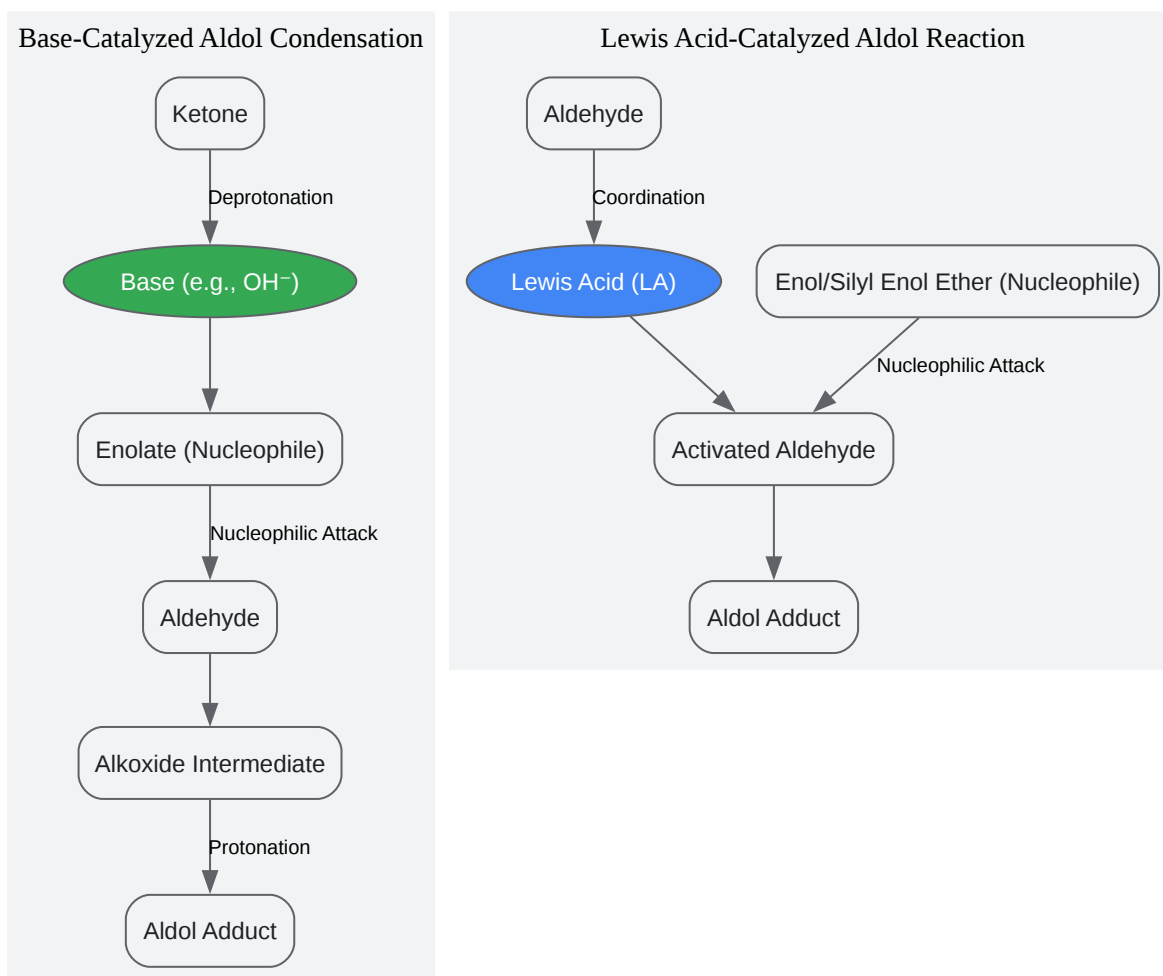 Base-Catalyzed Aldol Condensation
Ketone
Deprotonation
Base (e.g., OH⁻)
Enolate (Nucleophile)
Nucleophilic Attack
Aldehyde
Alkoxide Intermediate
Protonation
Aldol Adduct
Lewis Acid-Catalyzed Aldol Reaction
Aldehyde
Coordination
Lewis Acid (LA)
Enol/Silyl Enol Ether (Nucleophile)
Nucleophilic Attack
Activated Aldehyde
Aldol Adduct